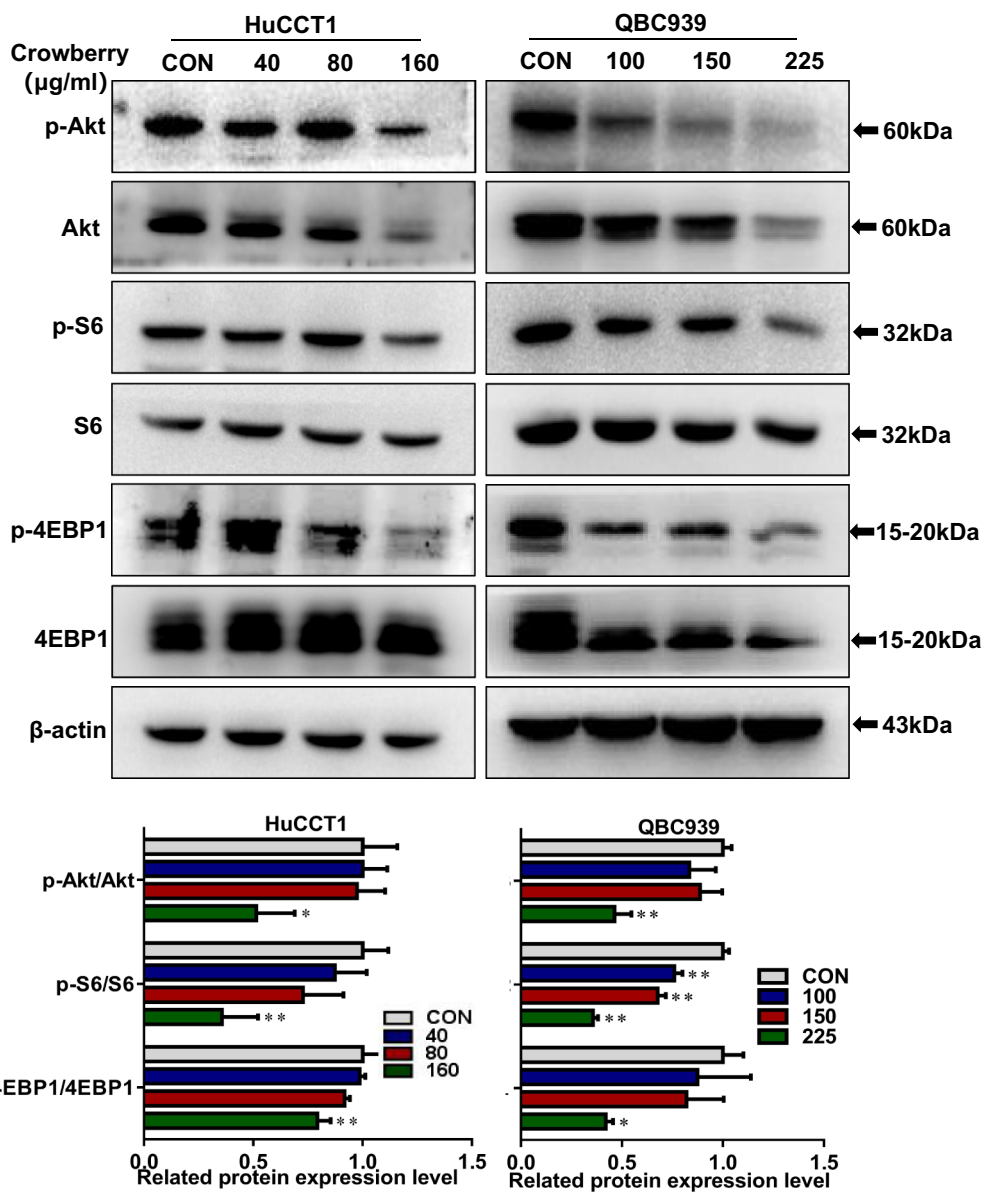 HuCCT1
QBC939
Crowberry
(µg/ml)
CON 40 80 160
CON 100 150 225
p-Akt
60kDa
Akt
60kDa
p-S6
32kDa
S6
32kDa
p-4EBP1
15-20kDa
4EBP1
15-20kDa
β-actin
43kDa
HuCCT1
p-Akt/Akt
*
p-S6/S6
**
-EBP1/4EBP1
**
CON
40
80
160
0.0 0.5 1.0 1.5
Related protein expression level
QBC939
**
**
**
**
*
CON
100
150
225
0.0 0.5 1.0 1.5
Related protein expression level